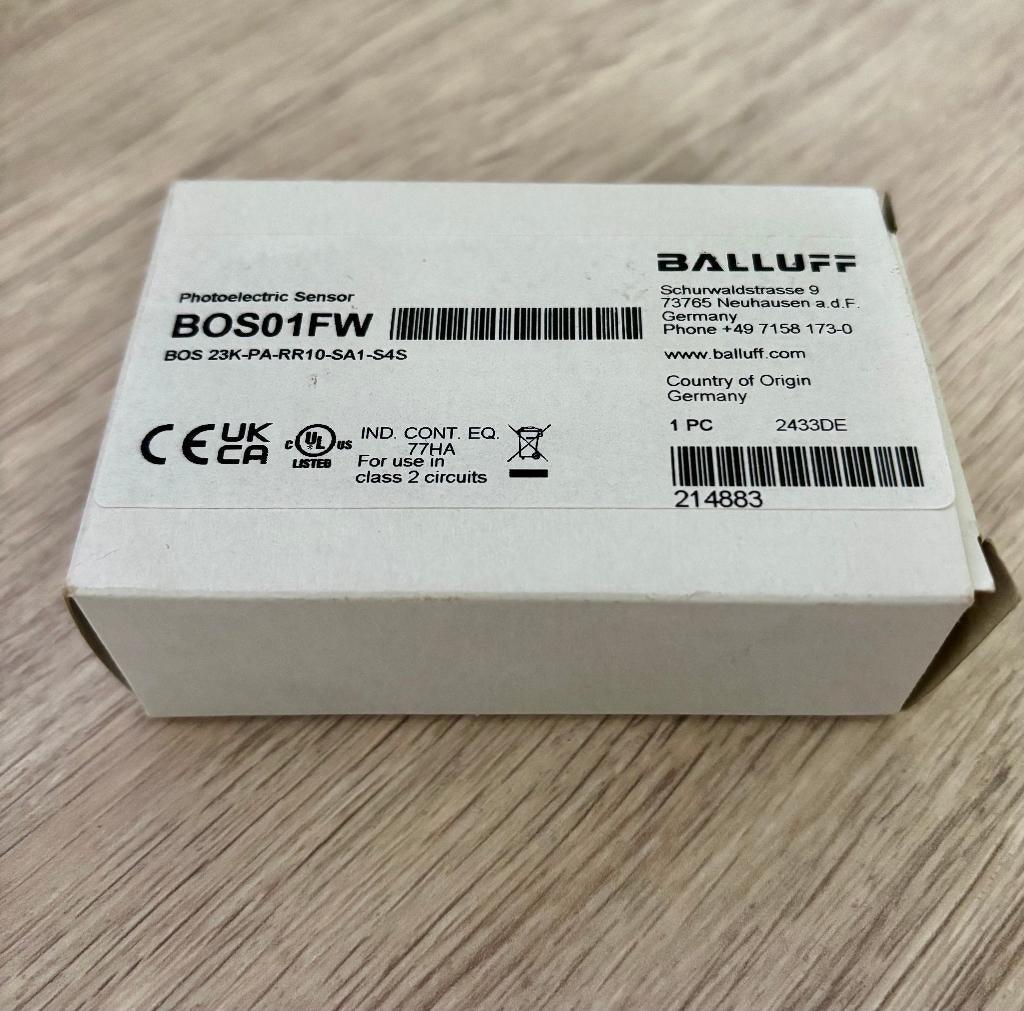 Photoelectric Sensor
BOS01FW
BOS 23K-PA-RR10-SA1-S4S
CE UK
CA
c UL us
LISTED
IND. CONT. EQ.
77HA
For use in
class 2 circuits
BALLUFF
Schurwaldstrasse 9
73765 Neuhausen a.d.F.
Germany
Phone +49 7158 173-0
www.balluff.com
Country of Origin
Germany
1 PC 2433DE
214883